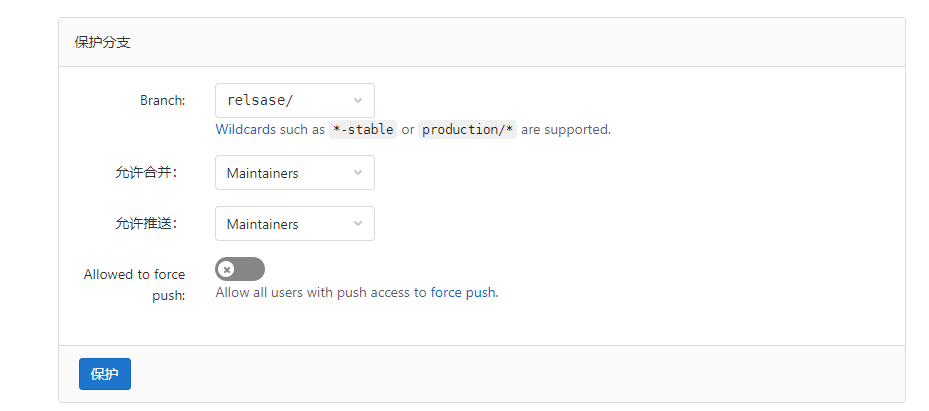 保护分支
Branch:
relsase/
Wildcards such as *-stable or production/* are supported.
允许合并：
Maintainers
允许推送：
Maintainers
Allowed to force
push:
Allow all users with push access to force push.
保护